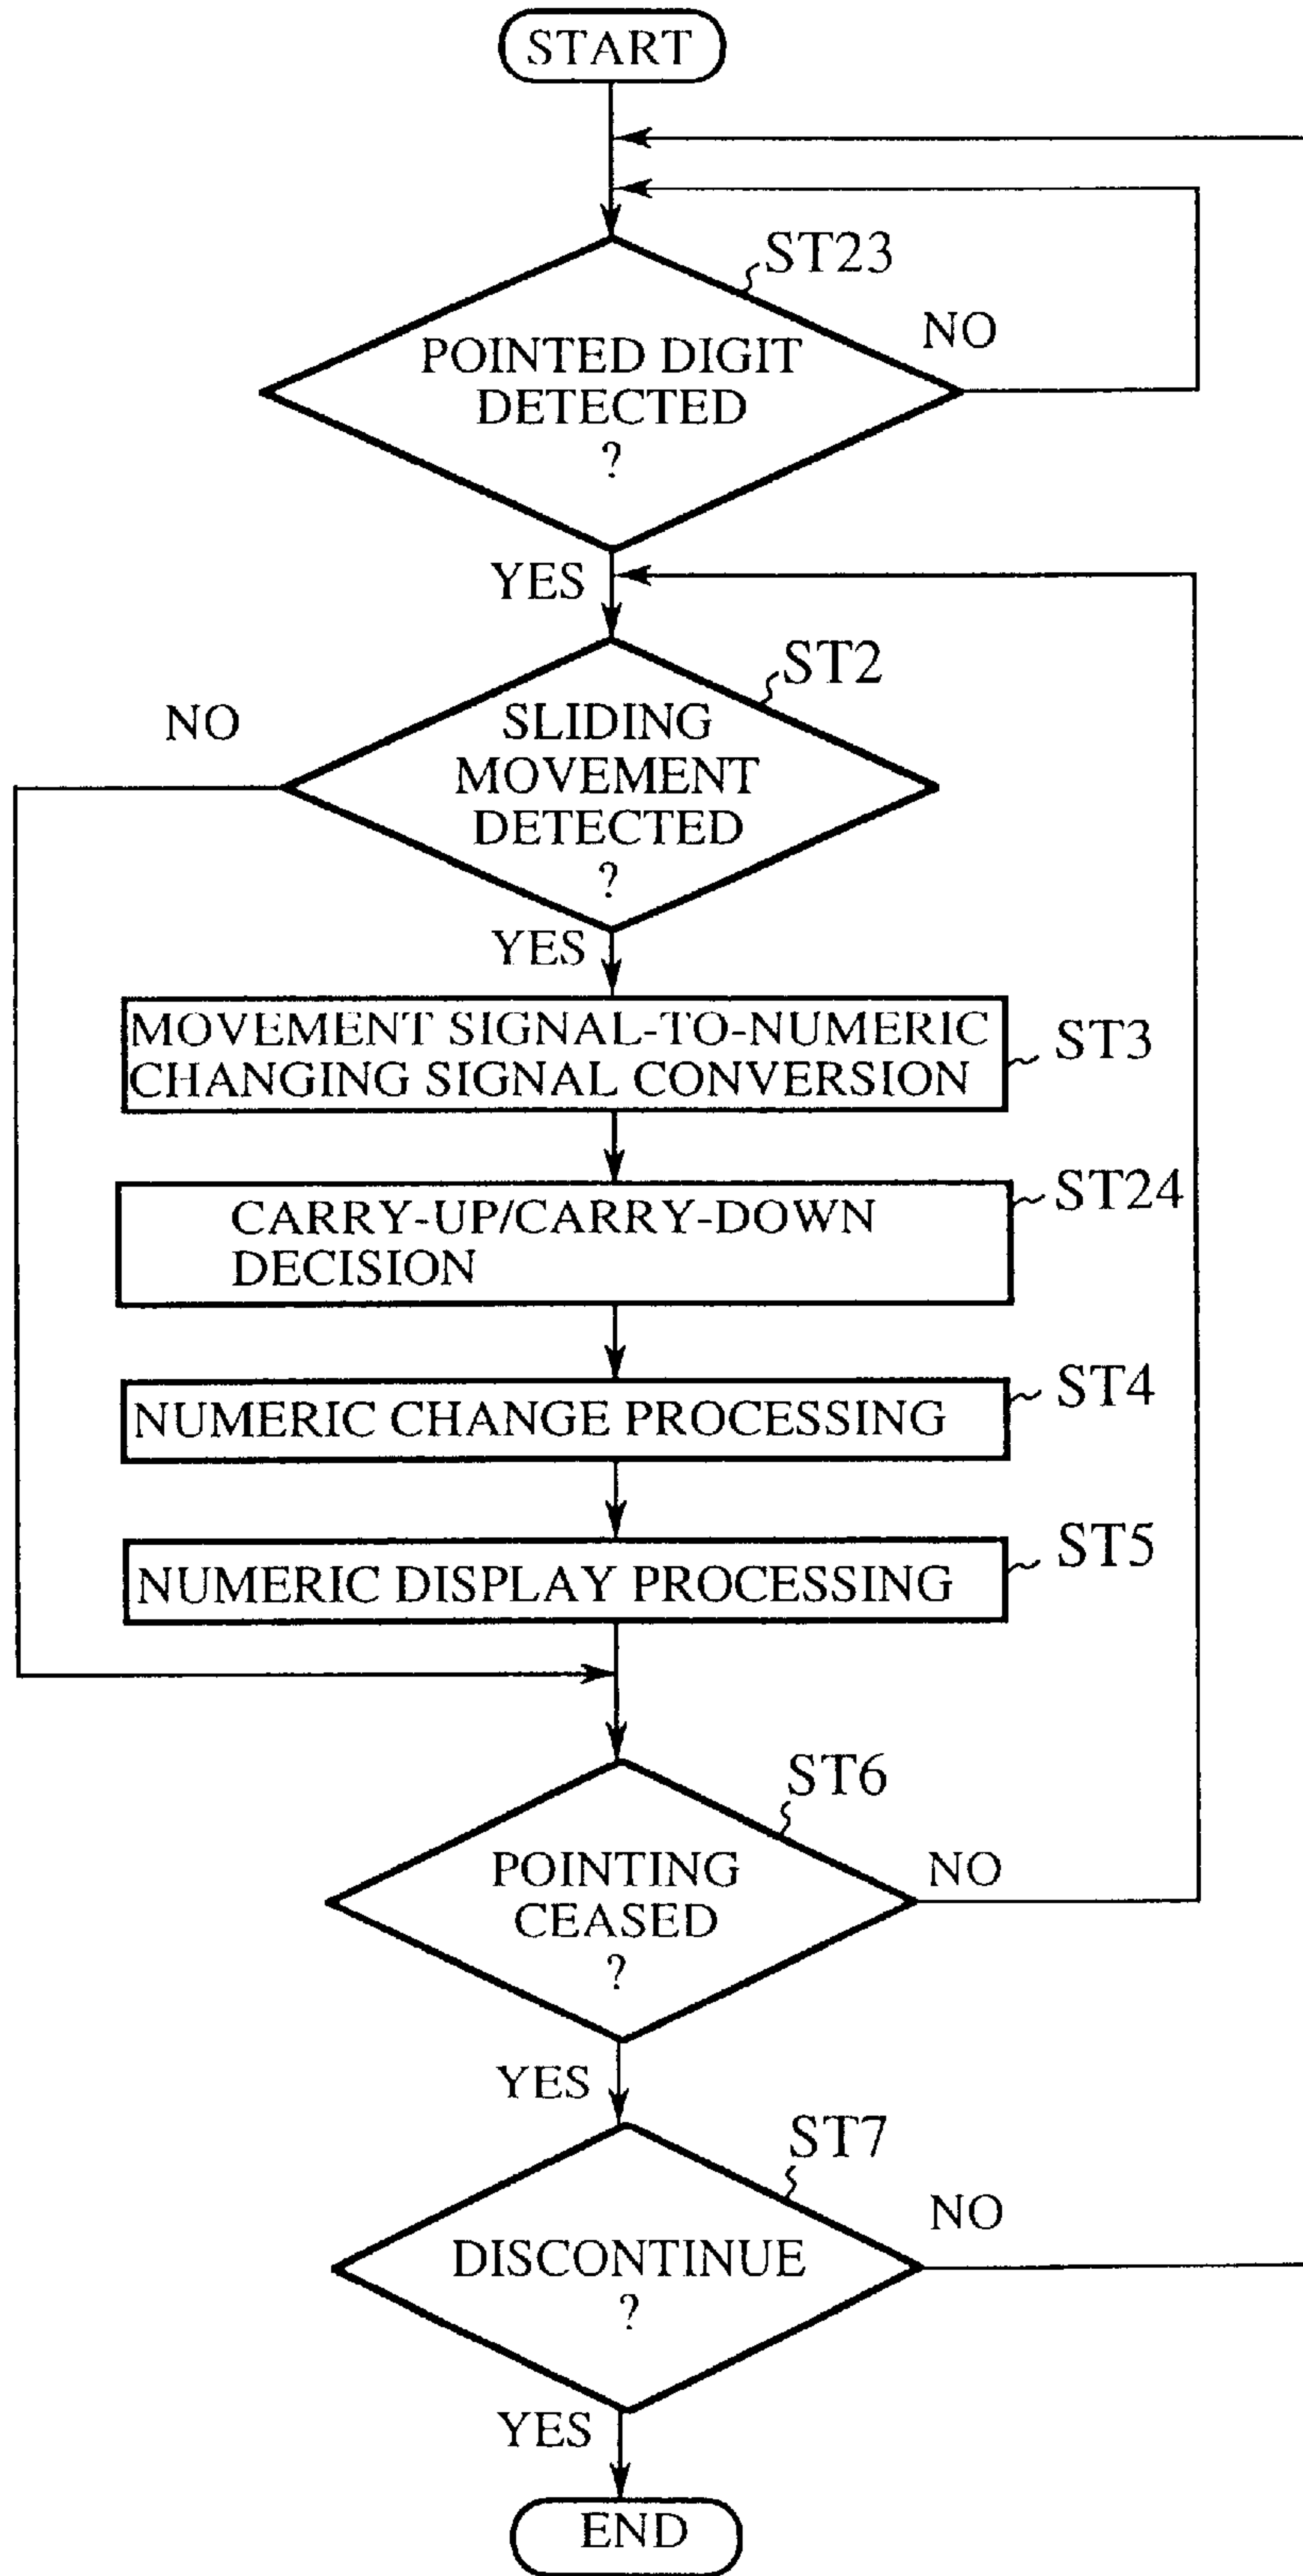 START
ST23
NO
POINTED DIGIT
DETECTED
?
YES
ST2
NO
SLIDING
MOVEMENT
DETECTED
?
YES
MOVEMENT SIGNAL-TO-NUMERIC
CHANGING SIGNAL CONVERSION
ST3
CARRY-UP/CARRY-DOWN
DECISION
ST24
NUMERIC CHANGE PROCESSING
ST4
NUMERIC DISPLAY PROCESSING
ST5
ST6
POINTING
CEASED
?
NO
YES
ST7
NO
DISCONTINUE
?
YES
END